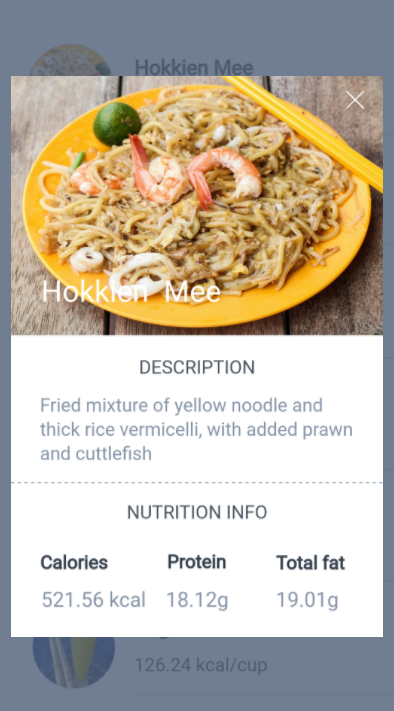 Hokkien Mee
Hokkien Mee
DESCRIPTION
Fried mixture of yellow noodle and
thick rice vermicelli, with added prawn
and cuttlefish
NUTRITION INFO
Calories Protein Total fat
521.56 kcal 18.12g 19.01g
126.24 kcal/cup